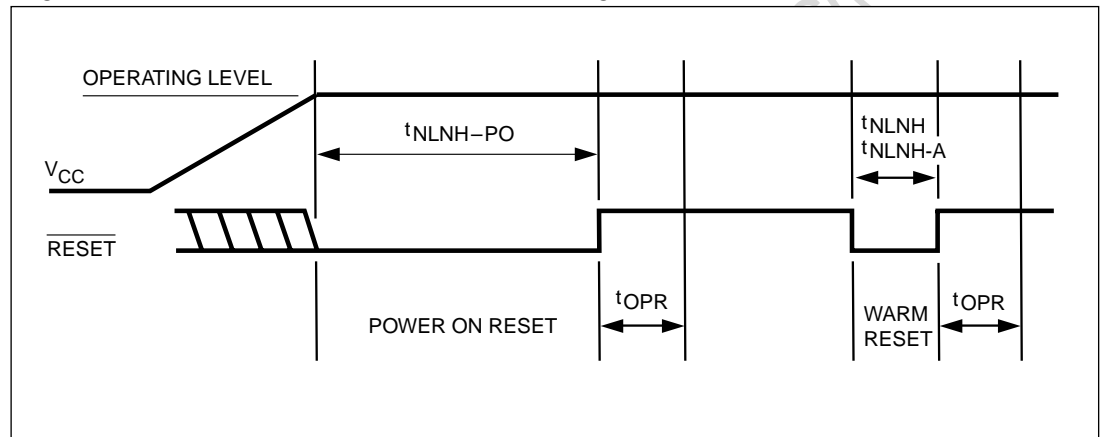 OPERATING LEVEL
tNLNH–PO
tNLNH
tNLNH-A
VCC
RESET
tOPR
POWER ON RESET
WARM
RESET
tOPR